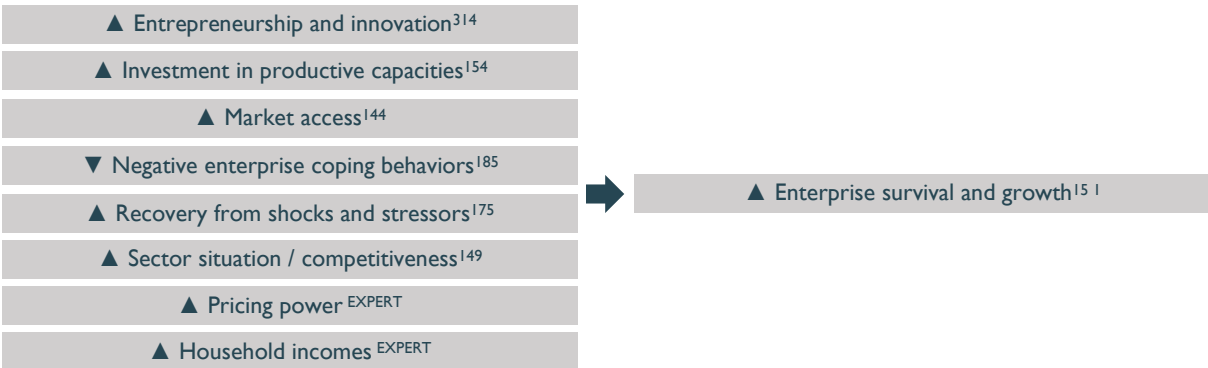 ▲ Entrepreneurship and innovation³¹⁴
▲ Investment in productive capacities¹⁵⁴
▲ Market access¹⁴⁴
▼ Negative enterprise coping behaviors¹⁸⁵
▲ Recovery from shocks and stressors¹⁷⁵
▲ Sector situation / competitiveness¹⁴⁹
▲ Pricing power EXPERT
▲ Household incomes EXPERT
▲ Enterprise survival and growth¹⁵ ¹